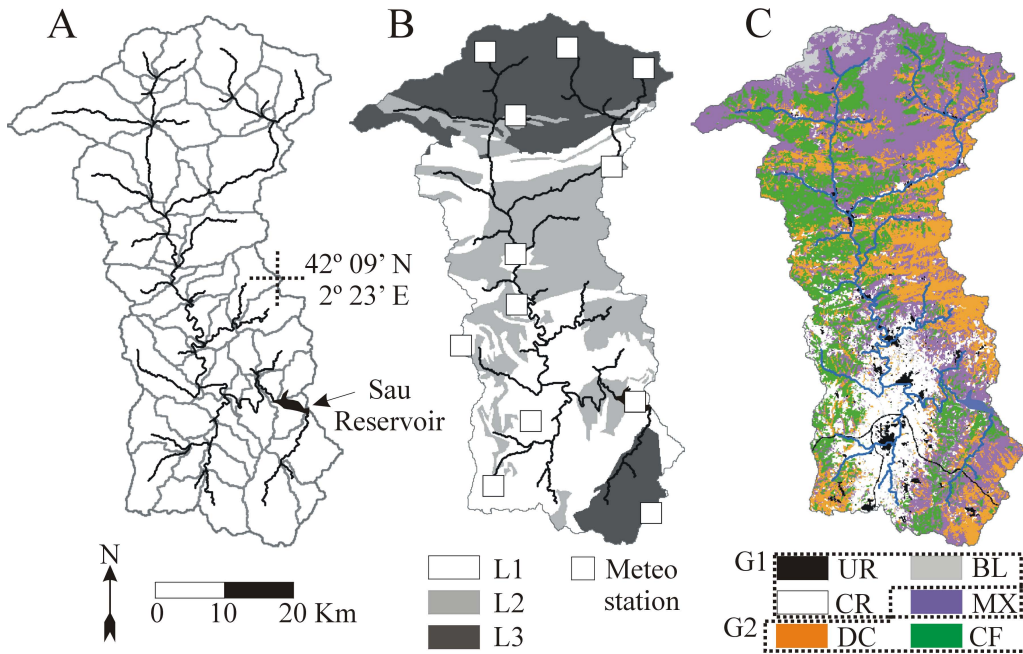 A
B
C
42º 09’ N
2º 23’ E
Sau
Reservoir
N
0 10 20 Km
L1
L2
L3
Meteo
station
G1
UR
BL
CR
MX
G2
DC
CF